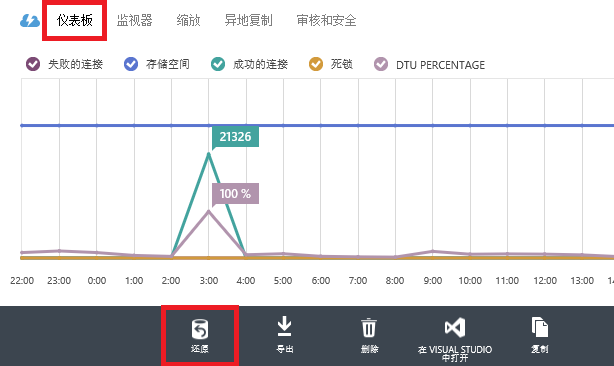 仪表板 监视器 缩放 异地复制 审核和安全
失败的连接 存储空间 成功的连接 死锁 DTU PERCENTAGE
21326
100 %
22:00 23:00 0:00 1:00 2:00 3:00 4:00 5:00 6:00 7:00 8:00 9:00 10:00 11:00 12:00 13:00
还原 导出 删除 在 VISUAL STUDIO 中打开 复制